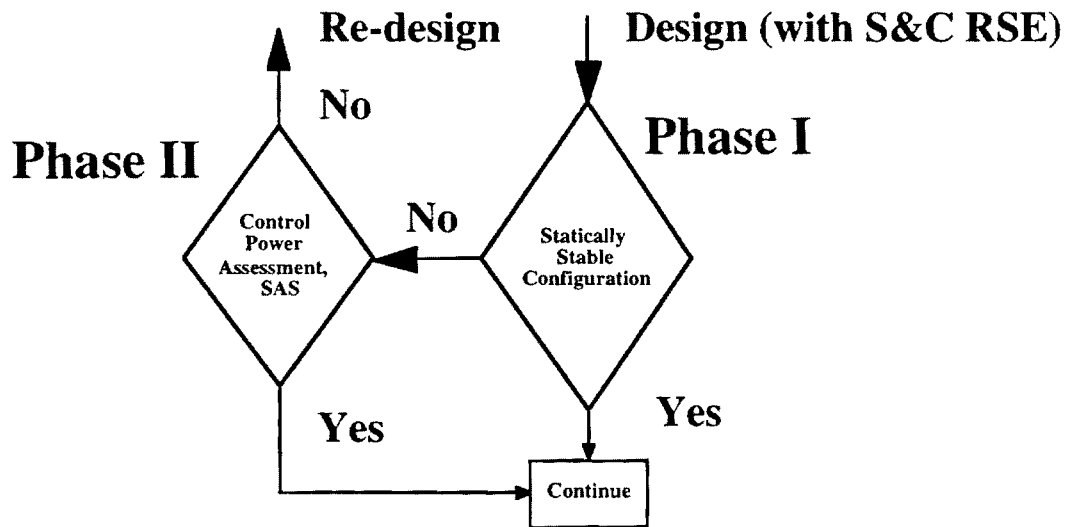 Re-design
Design (with S&C RSE)
No
Phase I
Phase II
No
Control
Power
Assessment,
SAS
Statically
Stable
Configuration
Yes
Yes
Continue